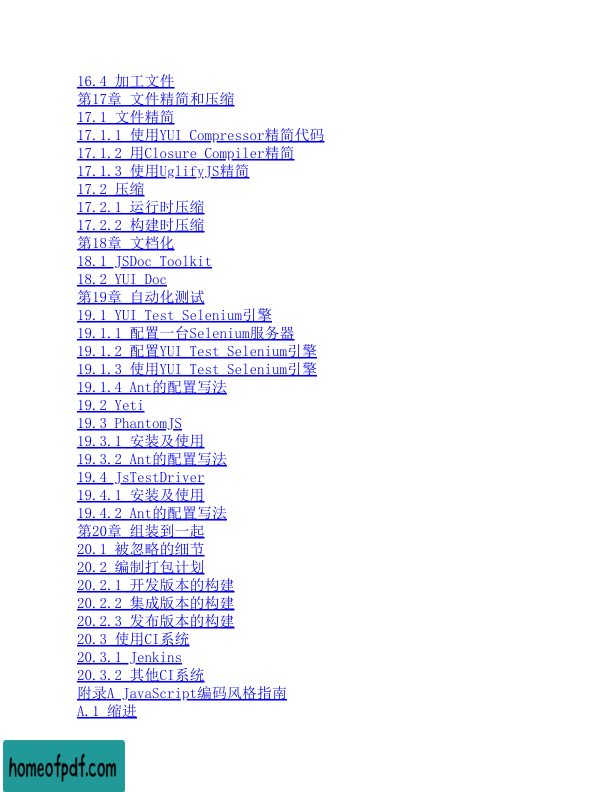 16.4 加工文件
第17章 文件精简和压缩
17.1 文件精简
17.1.1 使用YUI Compressor精简代码
17.1.2 用Closure Compiler精简
17.1.3 使用UglifyJS精简
17.2 压缩
17.2.1 运行时压缩
17.2.2 构建时压缩
第18章 文档化
18.1 JSDoc Toolkit
18.2 YUI Doc
第19章 自动化测试
19.1 YUI Test Selenium引擎
19.1.1 配置一台Selenium服务器
19.1.2 配置YUI Test Selenium引擎
19.1.3 使用YUI Test Selenium引擎
19.1.4 Ant的配置写法
19.2 Yeti
19.3 PhantomJS
19.3.1 安装及使用
19.3.2 Ant的配置写法
19.4 JsTestDriver
19.4.1 安装及使用
19.4.2 Ant的配置写法
第20章 组装到一起
20.1 被忽略的细节
20.2 编制打包计划
20.2.1 开发版本的构建
20.2.2 集成版本的构建
20.2.3 发布版本的构建
20.3 使用CI系统
20.3.1 Jenkins
20.3.2 其他CI系统
附录A JavaScript编码风格指南
A.1 缩进
homeofpdf.com